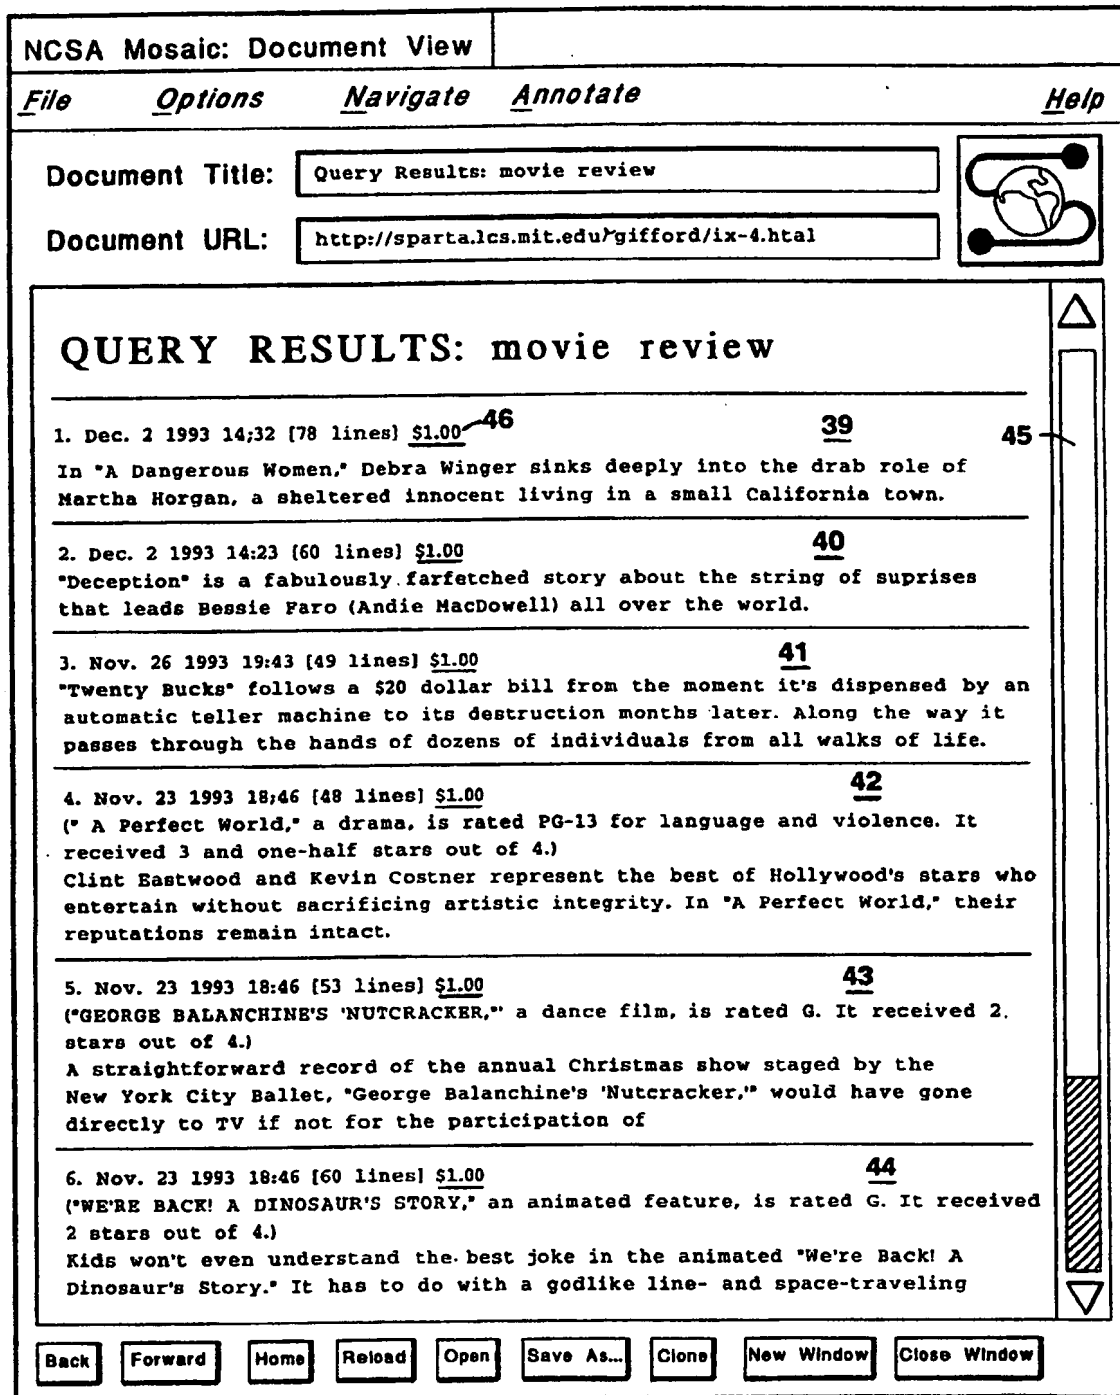 NCSA Mosaic: Document View
File Options Navigate Annotate Help
Document Title: Query Results: movie review
Document URL: http://sparta.lcs.mit.edu/~gifford/ix-4.htal
QUERY RESULTS: movie review
1. Dec. 2 1993 14;32 [78 lines] $1.00 46 39 45
In "A Dangerous Women," Debra Winger sinks deeply into the drab role of
Martha Horgan, a sheltered innocent living in a small California town.
2. Dec. 2 1993 14:23 [60 lines] $1.00 40
"Deception" is a fabulously farfetched story about the string of suprises
that leads Bessie Faro (Andie MacDowell) all over the world.
3. Nov. 26 1993 19:43 [49 lines] $1.00 41
"Twenty Bucks" follows a $20 dollar bill from the moment it's dispensed by an
automatic teller machine to its destruction months later. Along the way it
passes through the hands of dozens of individuals from all walks of life.
4. Nov. 23 1993 18;46 [48 lines] $1.00 42
(" A Perfect World," a drama, is rated PG-13 for language and violence. It
received 3 and one-half stars out of 4.)
Clint Eastwood and Kevin Costner represent the best of Hollywood's stars who
entertain without sacrificing artistic integrity. In "A Perfect World," their
reputations remain intact.
5. Nov. 23 1993 18:46 [53 lines] $1.00 43
("GEORGE BALANCHINE'S 'NUTCRACKER,"' a dance film, is rated G. It received 2.
stars out of 4.)
A straightforward record of the annual Christmas show staged by the
New York City Ballet, "George Balanchine's 'Nutcracker,'" would have gone
directly to TV if not for the participation of
6. Nov. 23 1993 18:46 [60 lines] $1.00 44
("WE'RE BACK! A DINOSAUR'S STORY," an animated feature, is rated G. It received
2 stars out of 4.)
Kids won't even understand the best joke in the animated "We're Back! A
Dinosaur's Story." It has to do with a godlike line- and space-traveling
Back Forward Home Reload Open Save As... Clone New Window Close Window